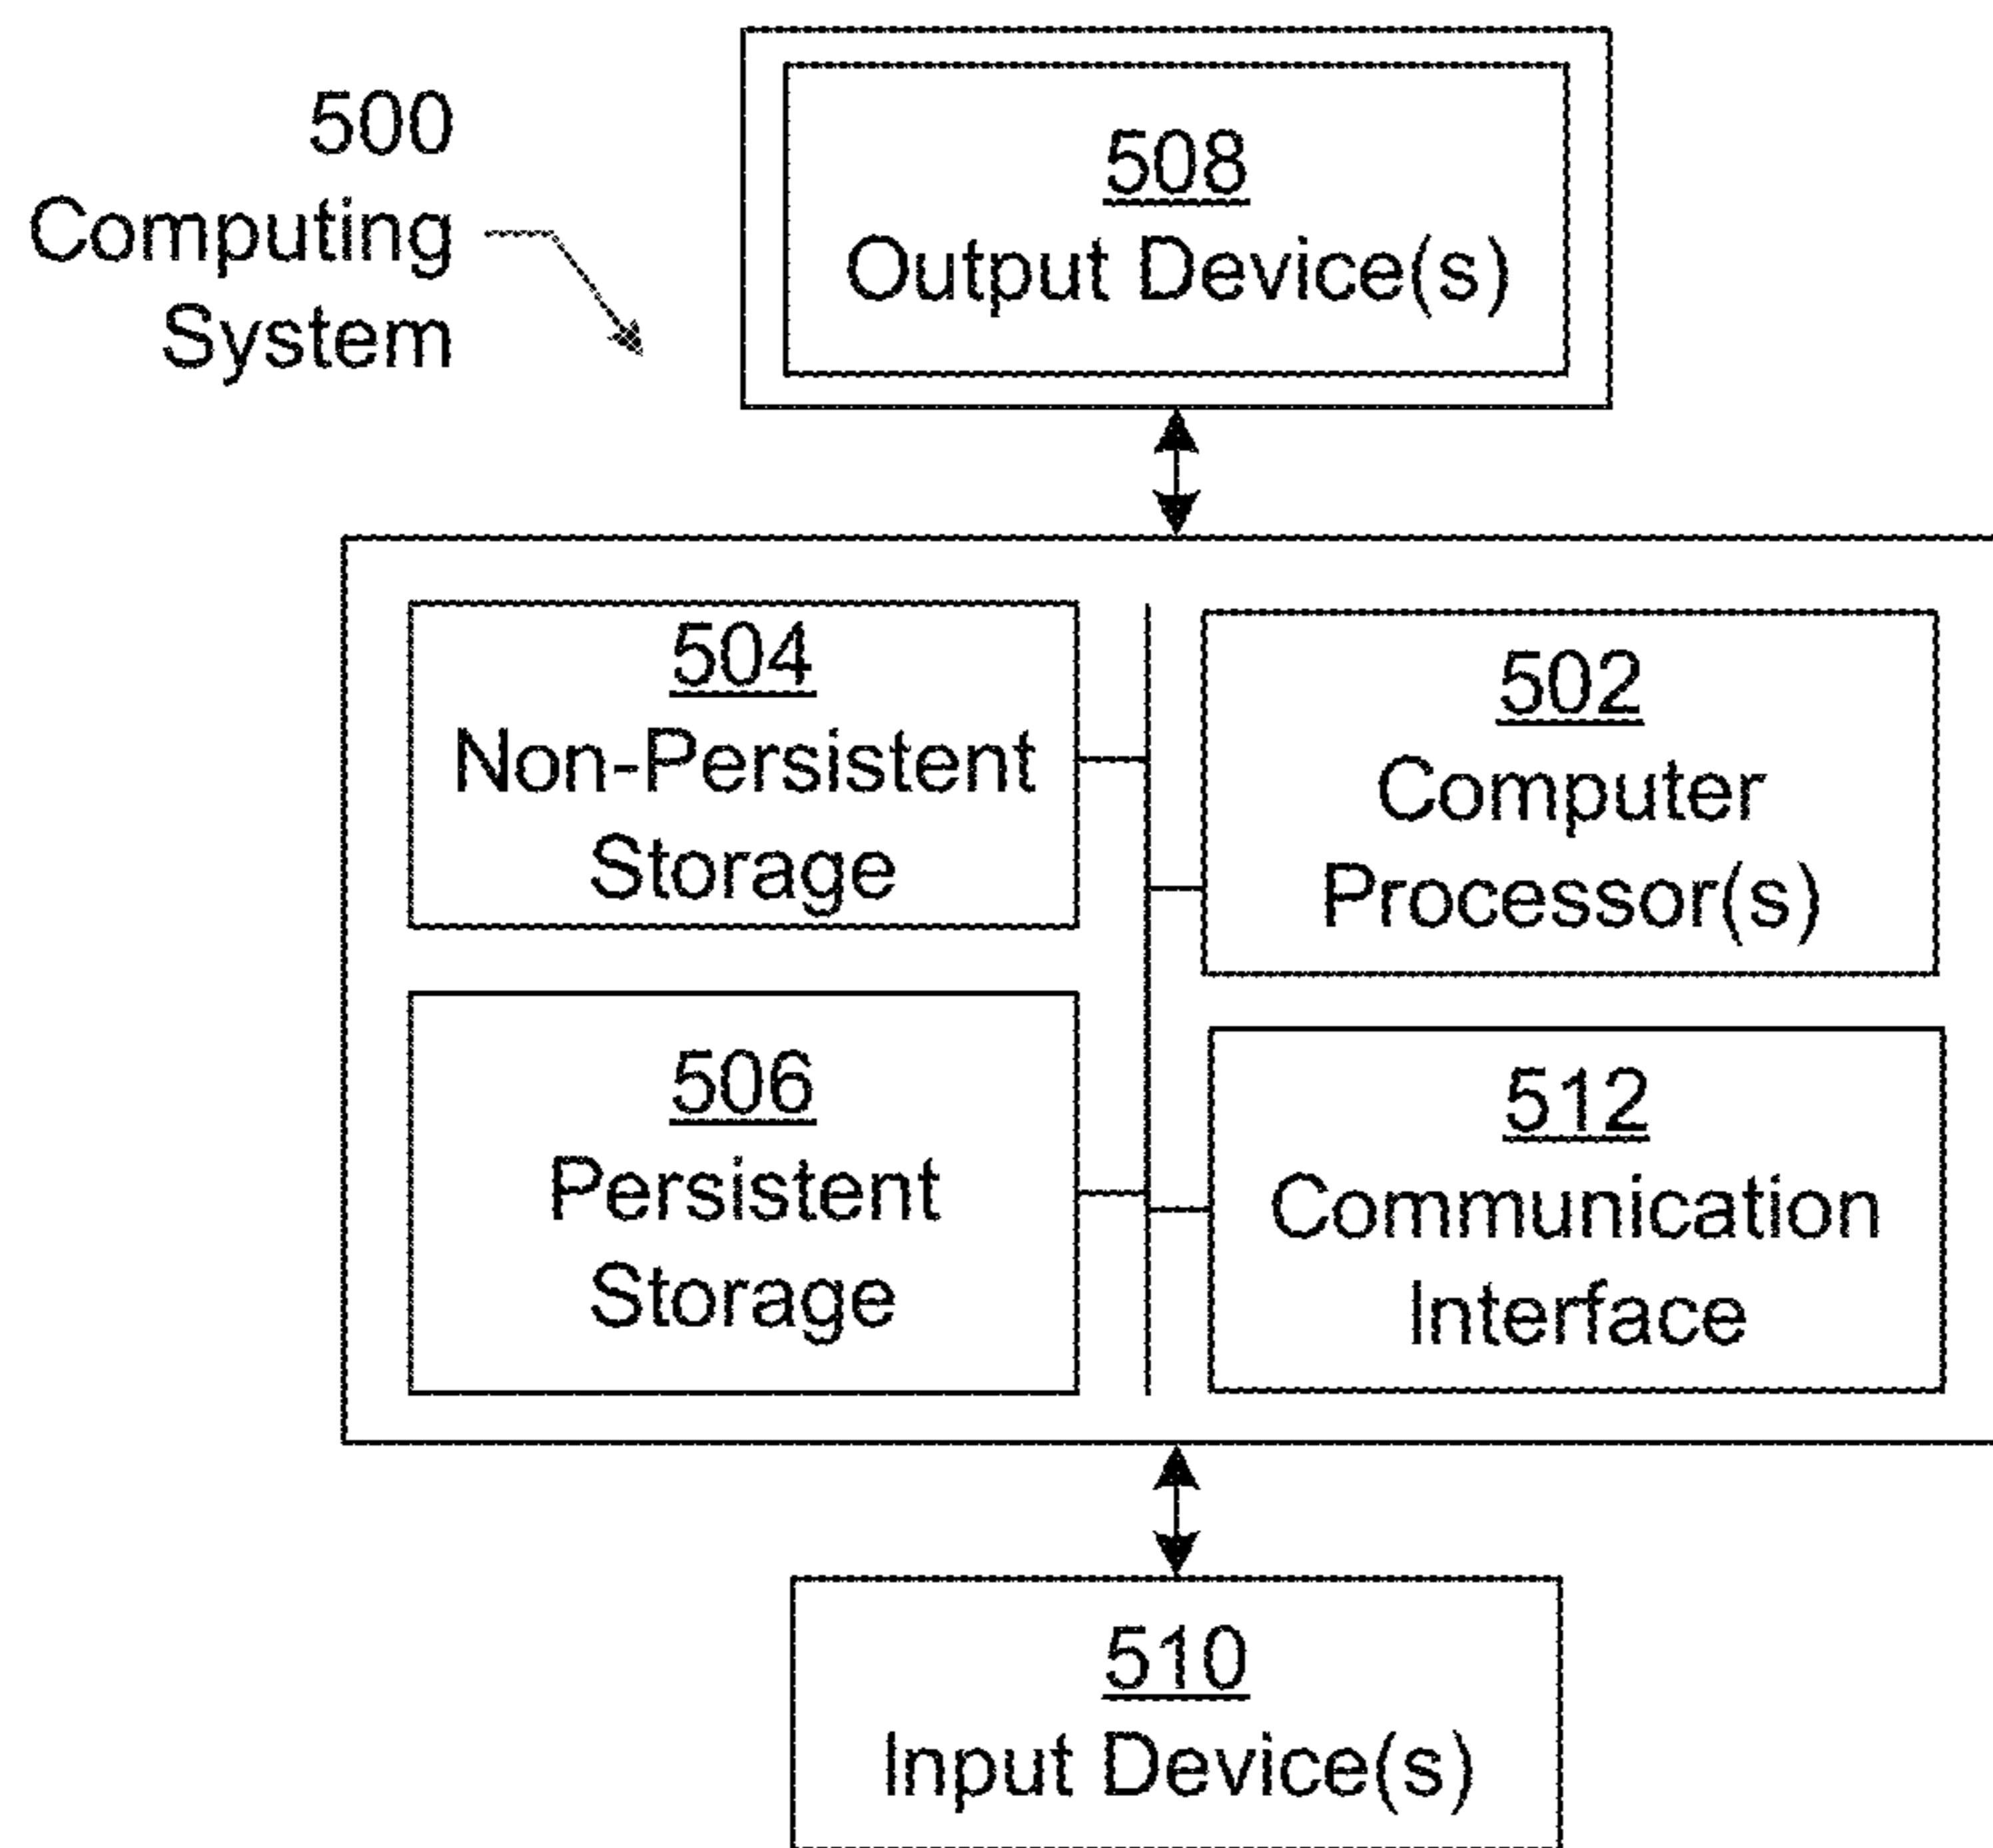 500
Computing
System
508
Output Device(s)
504
Non-Persistent
Storage
502
Computer
Processor(s)
506
Persistent
Storage
512
Communication
Interface
510
Input Device(s)